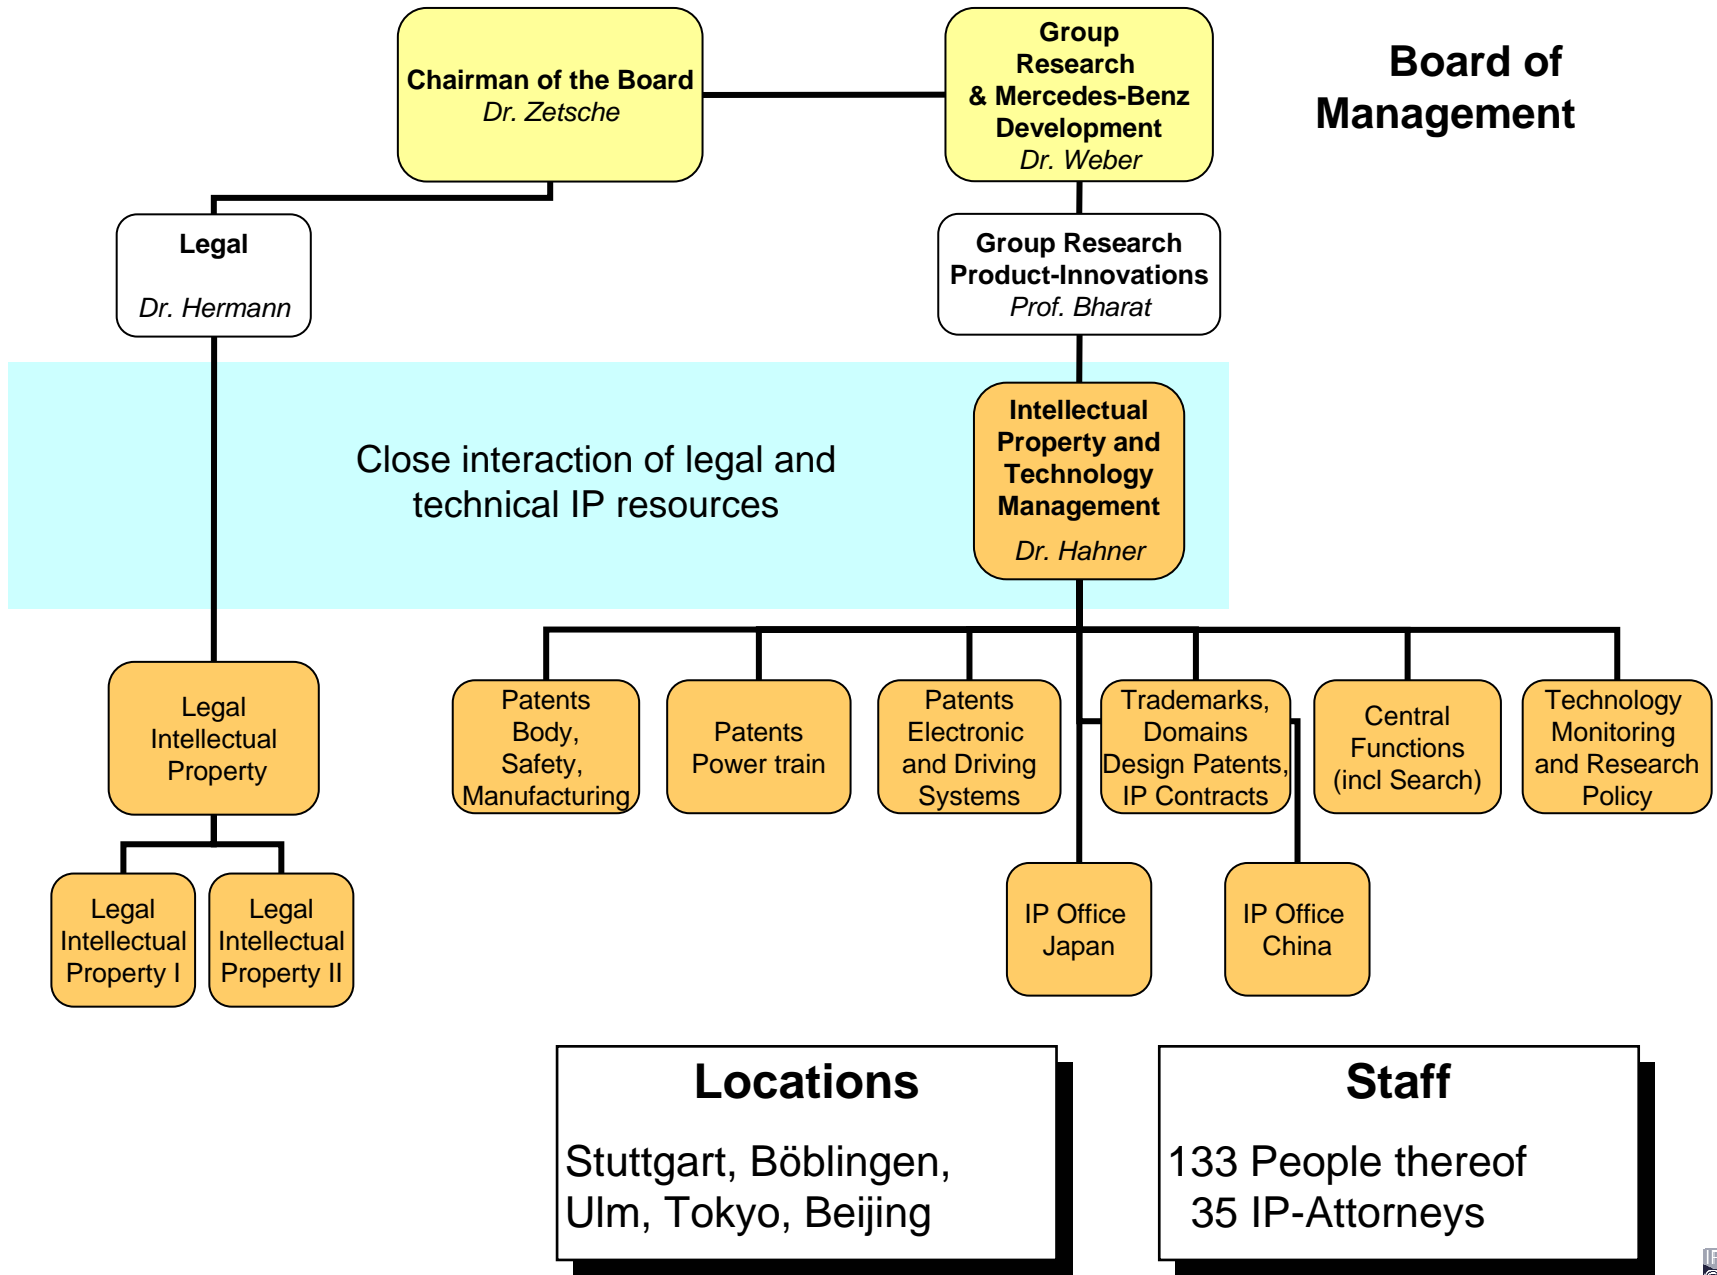 Chairman of the Board
Dr. Zetsche
Group
Research
& Mercedes-Benz
Development
Dr. Weber
Board of
Management
Legal
Dr. Hermann
Group Research
Product-Innovations
Prof. Bharat
Close interaction of legal and
technical IP resources
Intellectual
Property and
Technology
Management
Dr. Hahner
Legal
Intellectual
Property
Patents
Body,
Safety,
Manufacturing
Patents
Power train
Patents
Electronic
and Driving
Systems
Trademarks,
Domains
Design Patents,
IP Contracts
Central
Functions
(incl Search)
Technology
Monitoring
and Research
Policy
Legal
Intellectual
Property I
Legal
Intellectual
Property II
IP Office
Japan
IP Office
China
Locations
Stuttgart, Böblingen,
Ulm, Tokyo, Beijing
Staff
133 People thereof
35 IP-Attorneys